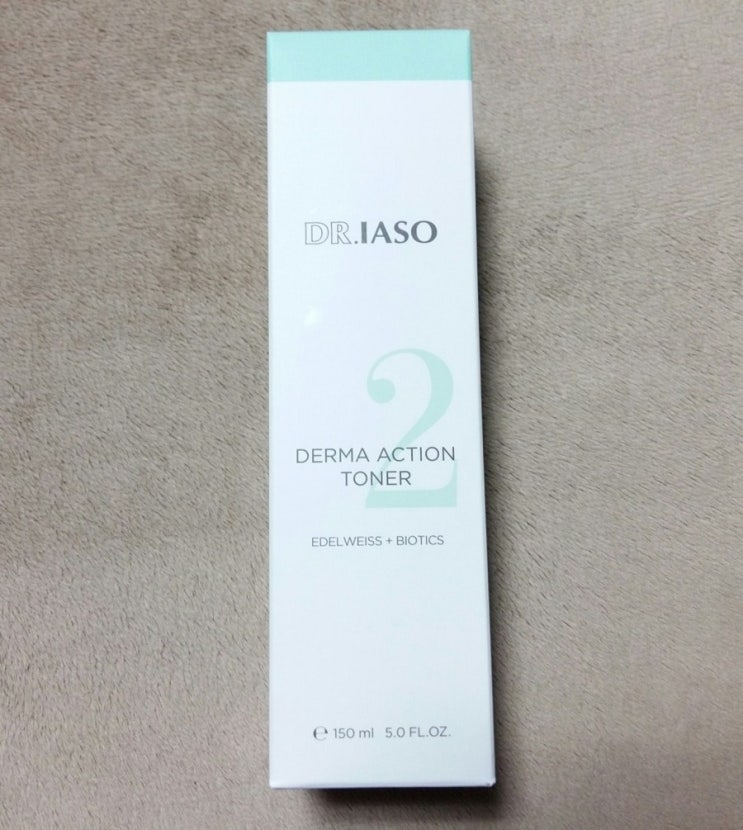 DR.IASO
2
DERMA ACTION
TONER
EDELWEISS + BIOTICS
℮ 150 ml 5.0 FL.OZ.